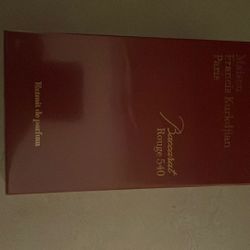 Maison
Francis Kurkdjian
Paris
Baccarat
Rouge 540
Extrait de parfum